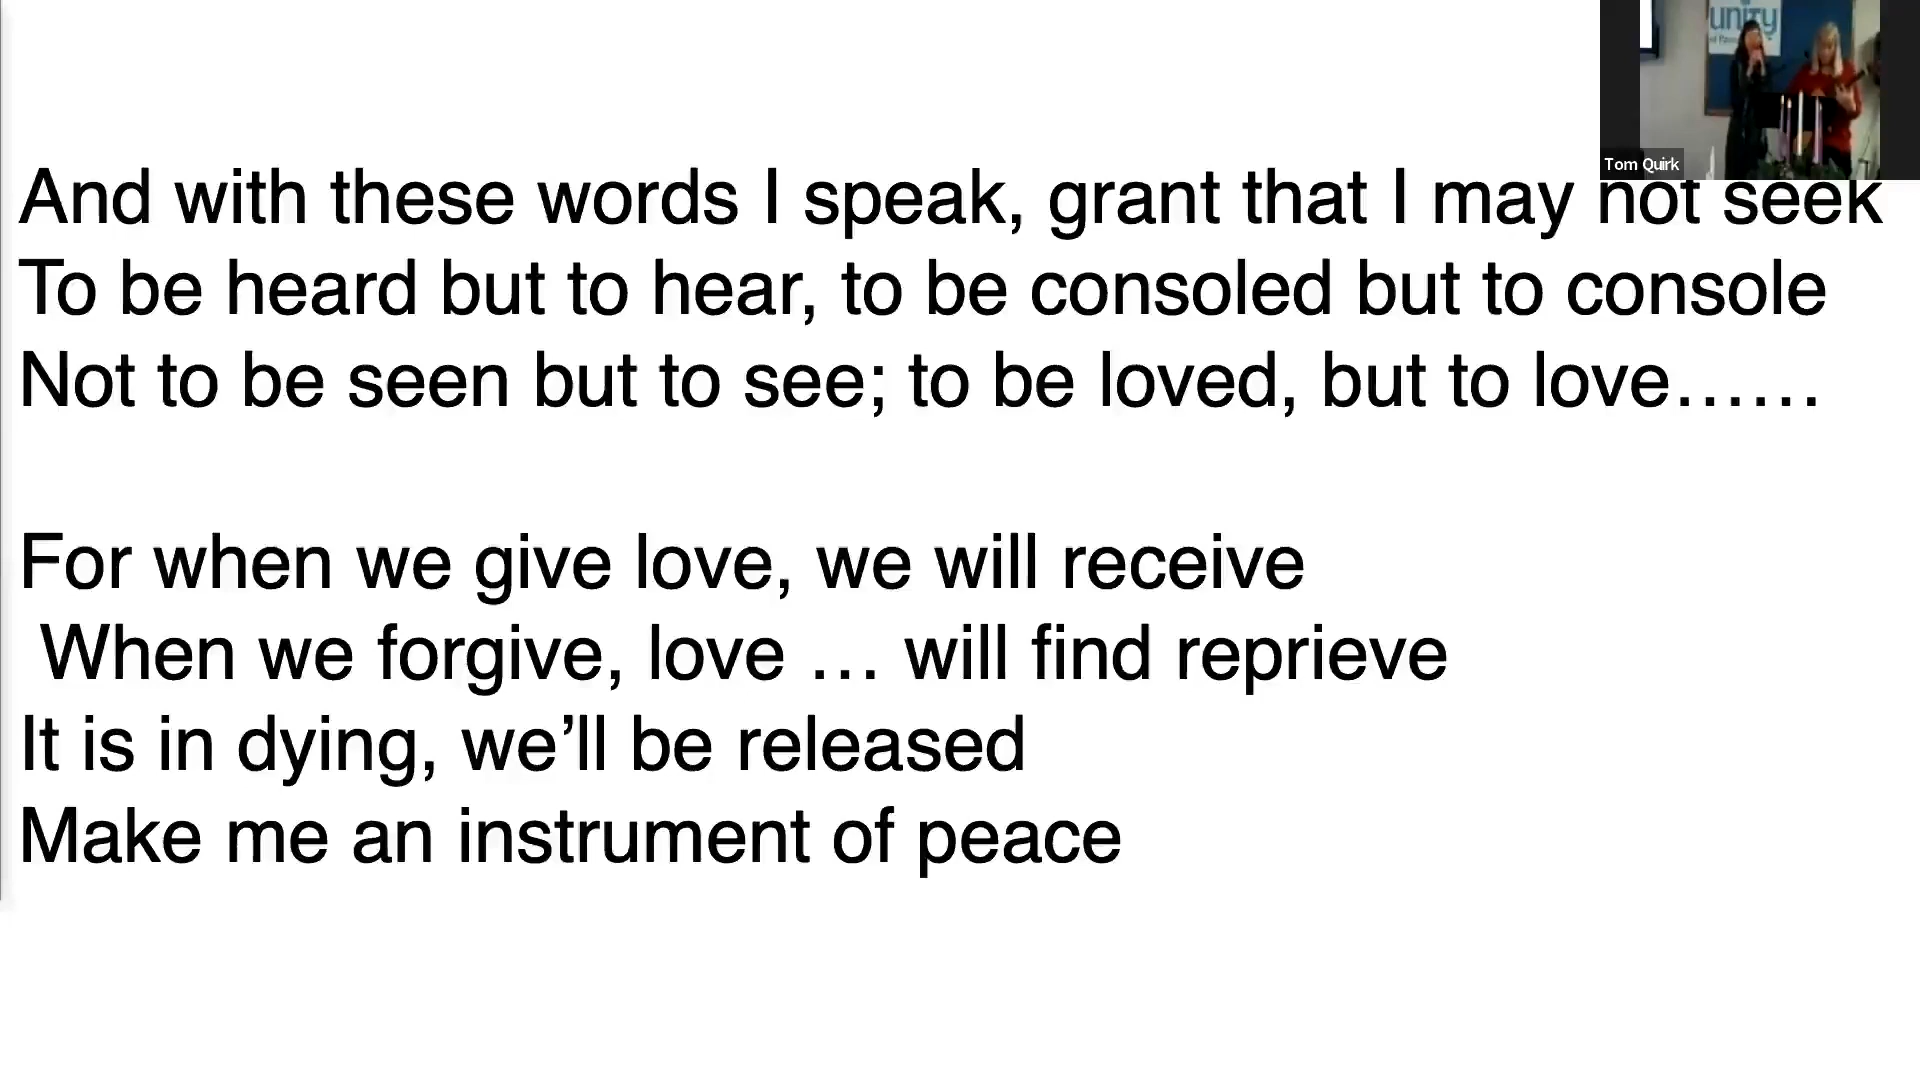 unity
Tom Quirk
And with these words I speak, grant that I may not seek
To be heard but to hear, to be consoled but to console
Not to be seen but to see; to be loved, but to love……
For when we give love, we will receive
When we forgive, love … will find reprieve
It is in dying, we’ll be released
Make me an instrument of peace